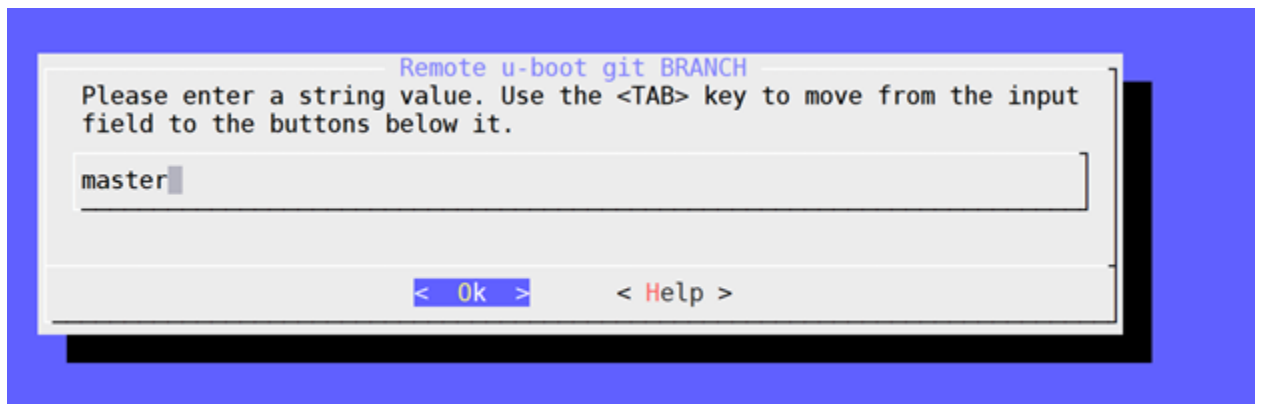 Remote u-boot git BRANCH
Please enter a string value. Use the <TAB> key to move from the input
field to the buttons below it.
master
< Ok > < Help >